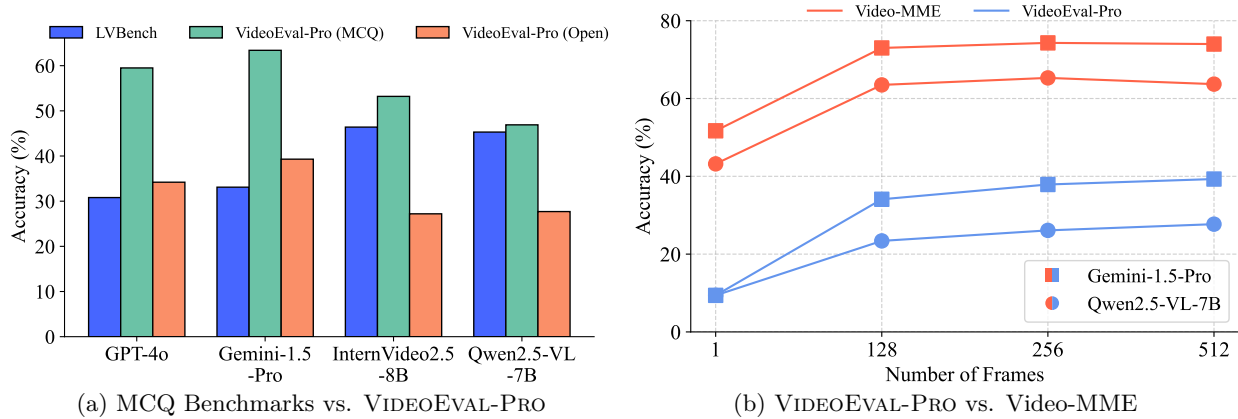 LVBench VideoEval-Pro (MCQ) VideoEval-Pro (Open)
Accuracy (%)
60
50
40
30
20
10
0
GPT-4o Gemini-1.5 InternVideo2.5 Qwen2.5-VL
-Pro -8B -7B
(a) MCQ Benchmarks vs. VIDEOEVAL-PRO
Video-MME VideoEval-Pro
Accuracy (%)
80
60
40
20
0
Gemini-1.5-Pro
Qwen2.5-VL-7B
1 128 256 512
Number of Frames
(b) VIDEOEVAL-PRO vs. Video-MME